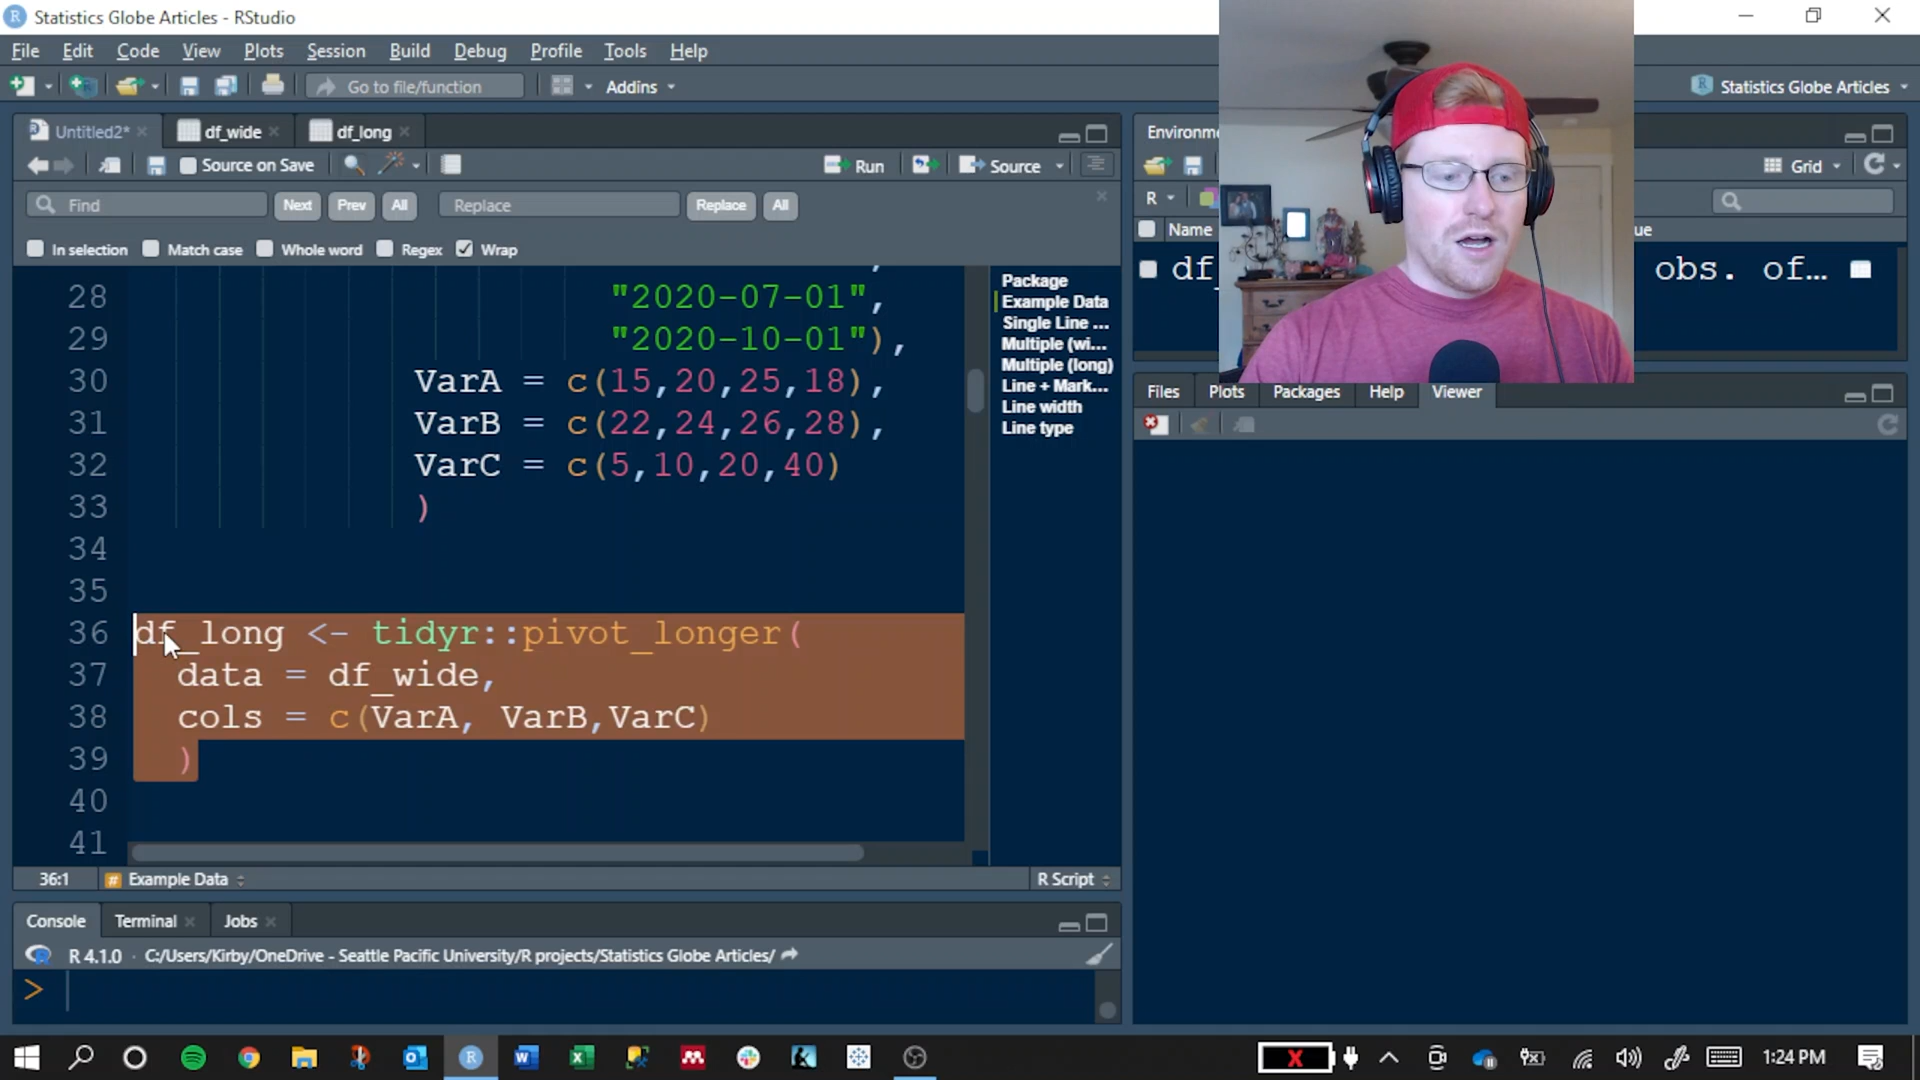 Statistics Globe Articles - RStudio
File Edit Code View Plots Session Build Debug Profile Tools Help
Go to file/function Addins Statistics Globe Articles
Untitled2* df_wide df_long
Source on Save Run Source
Find Next Prev All Replace Replace All
In selection Match case Whole word Regex Wrap
28 "2020-07-01",
29 "2020-10-01"),
30 VarA = c(15,20,25,18),
31 VarB = c(22,24,26,28),
32 VarC = c(5,10,20,40)
33 )
34
35
36 df_long <- tidyr::pivot_longer(
37 data = df_wide,
38 cols = c(VarA, VarB,VarC)
39 )
40
41
Package
Example Data
Single Line ...
Multiple (wi...
Multiple (long)
Line + Mark...
Line width
Line type
36:1 # Example Data R Script
Console Terminal Jobs
R 4.1.0 · C:/Users/Kirby/OneDrive - Seattle Pacific University/R projects/Statistics Globe Articles/
>
Environme
Grid
R
Name ue
df_ obs. of...
Files Plots Packages Help Viewer
1:24 PM